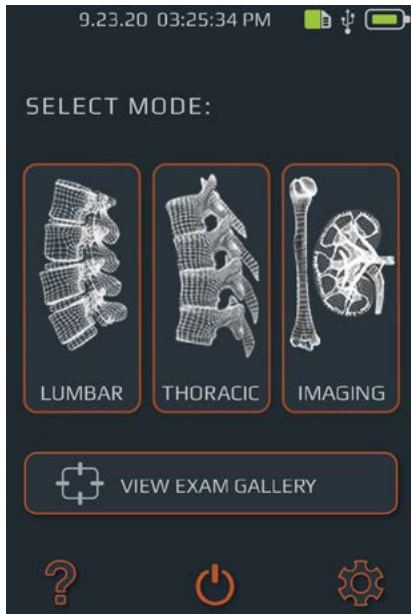 9.23.20 03:25:34 PM
SELECT MODE:
LUMBAR THORACIC IMAGING
VIEW EXAM GALLERY
?